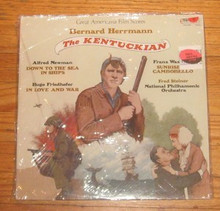 Great Americana Film Scores
Bernard Herrmann
The KENTUCKIAN
Alfred Newman
DOWN TO THE SEA
IN SHIPS
Franz Wax
SUNRISE
CAMPOBELLO
Hugo Friedhofer
IN LOVE AND WAR
Fred Steiner
National Philharmonic
Orchestra